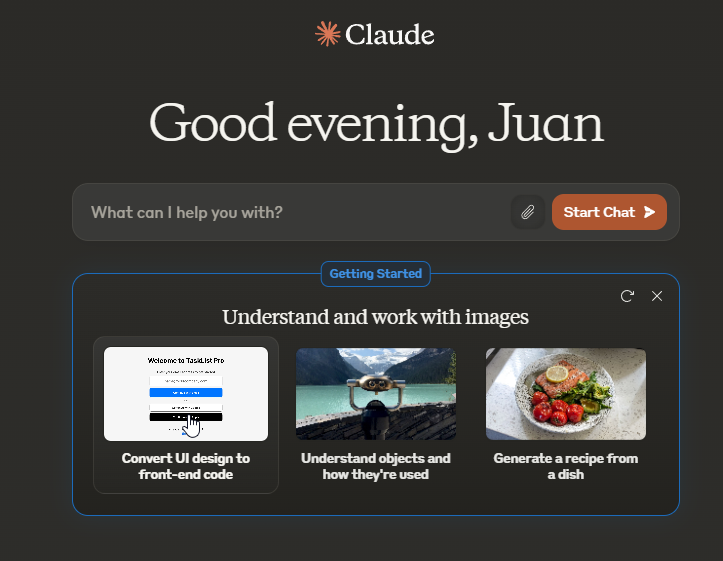 Claude
Good evening, Juan
What can I help you with?
Start Chat
Getting Started
Understand and work with images
Welcome to TaskList Pro
Convert UI design to
front-end code
Understand objects and
how they're used
Generate a recipe from
a dish